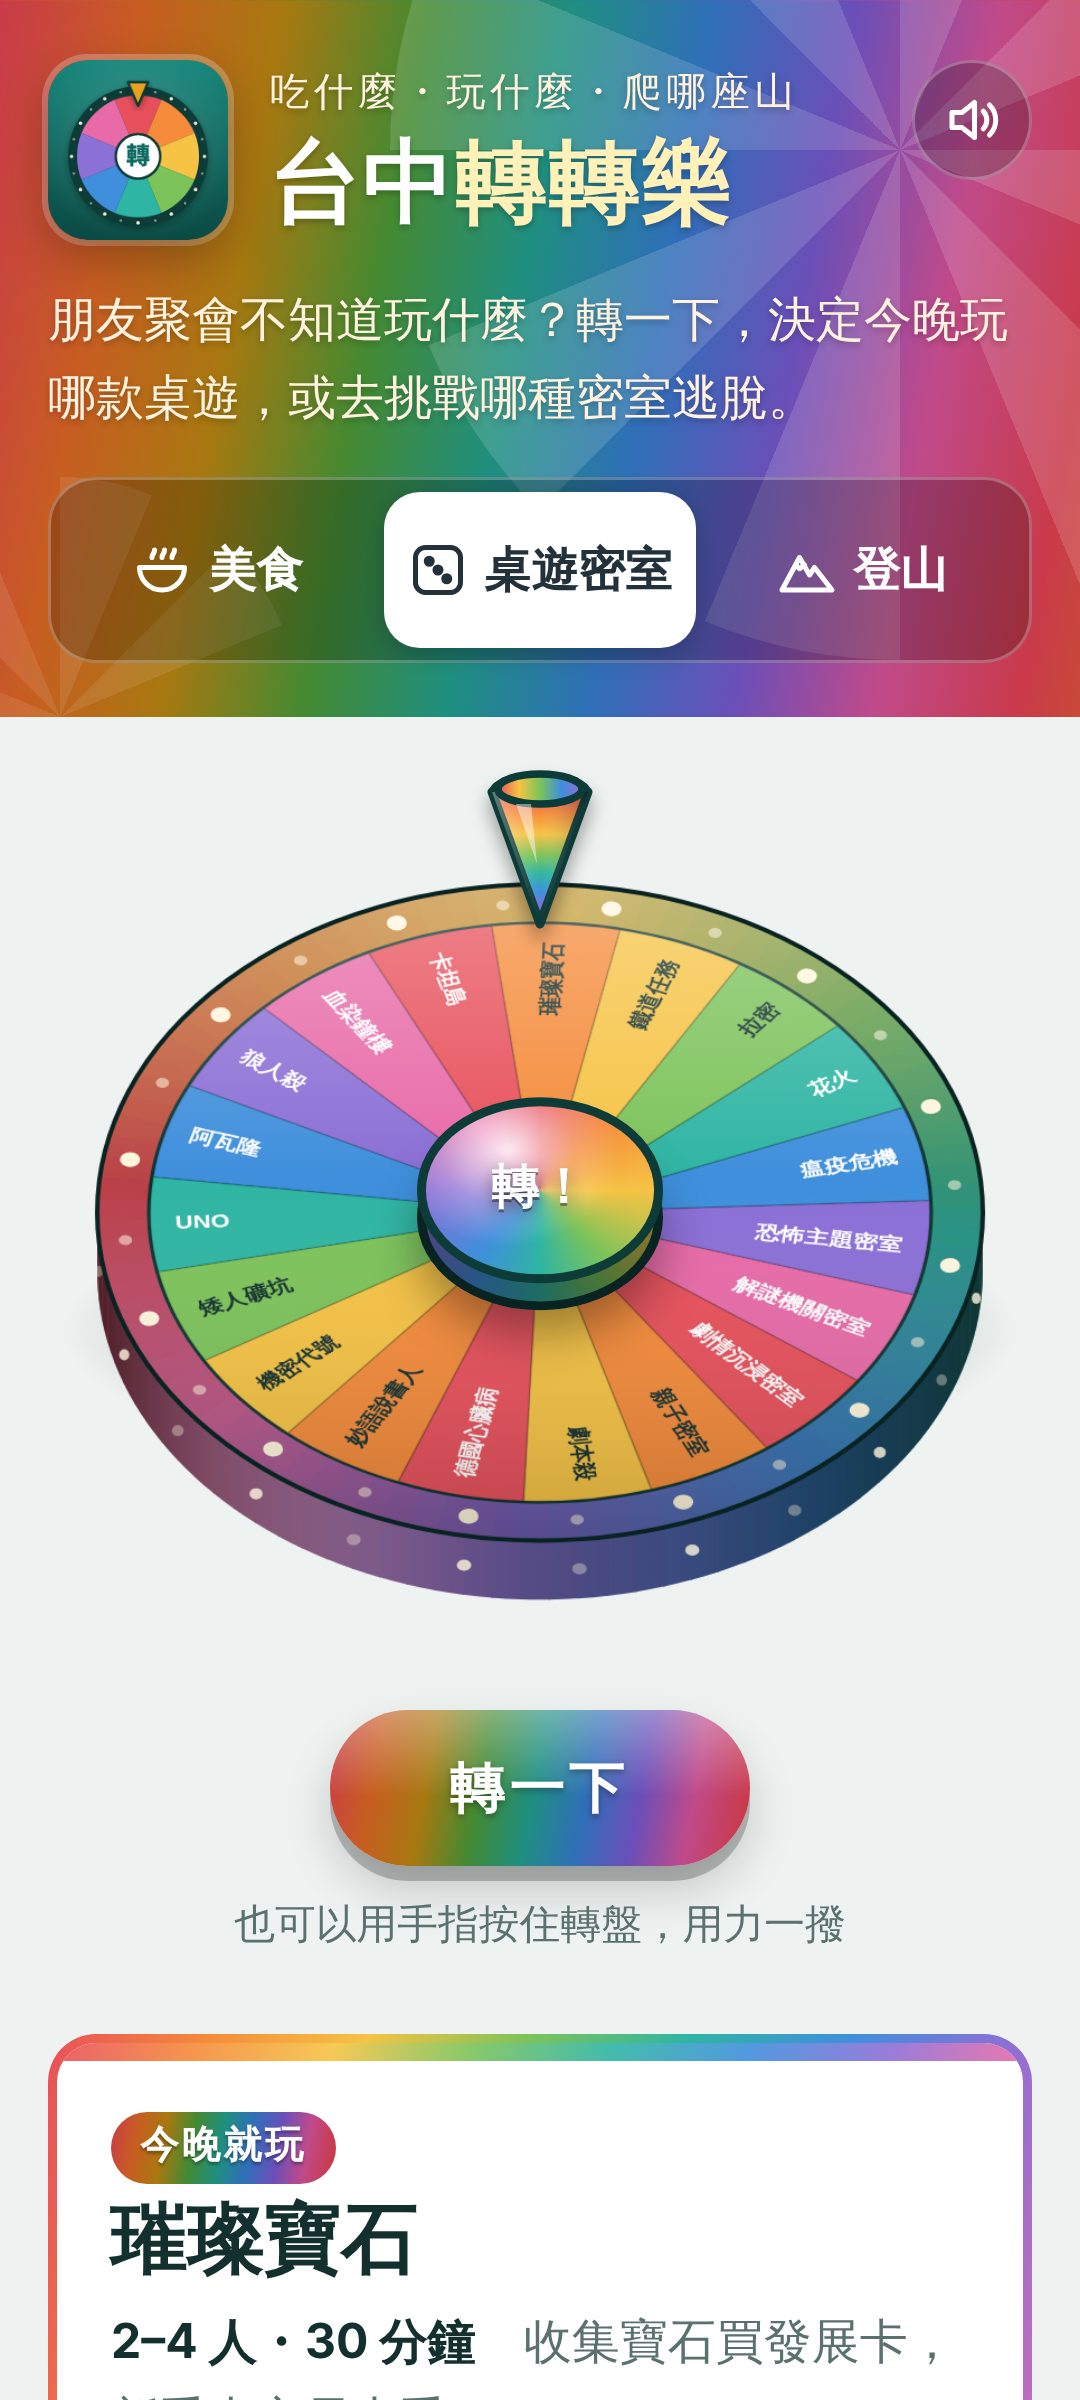 吃什麼・玩什麼・爬哪座山
轉
台中轉轉樂
朋友聚會不知道玩什麼？轉一下，決定今晚玩
哪款桌遊，或去挑戰哪種密室逃脫。
美食
桌遊密室
登山
璀璨寶石
鐵道任務
拉密
花火
瘟疫危機
恐怖主題密室
解謎機關密室
劇情沉浸密室
親子密室
劇本殺
德國心臟病
妙語說書人
機密代號
矮人礦坑
UNO
阿瓦隆
狼人殺
血染鐘樓
卡坦島
轉！
轉一下
也可以用手指按住轉盤，用力一撥
今晚就玩
璀璨寶石
2–4 人・30 分鐘　收集寶石買發展卡，